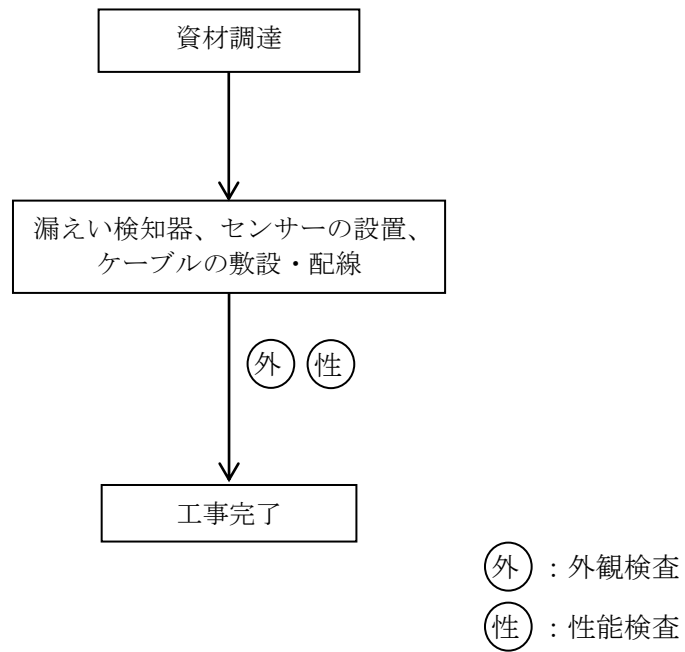 資材調達
漏えい検知器、センサーの設置、
ケーブルの敷設・配線
外 性
工事完了
外：外観検査
性：性能検査